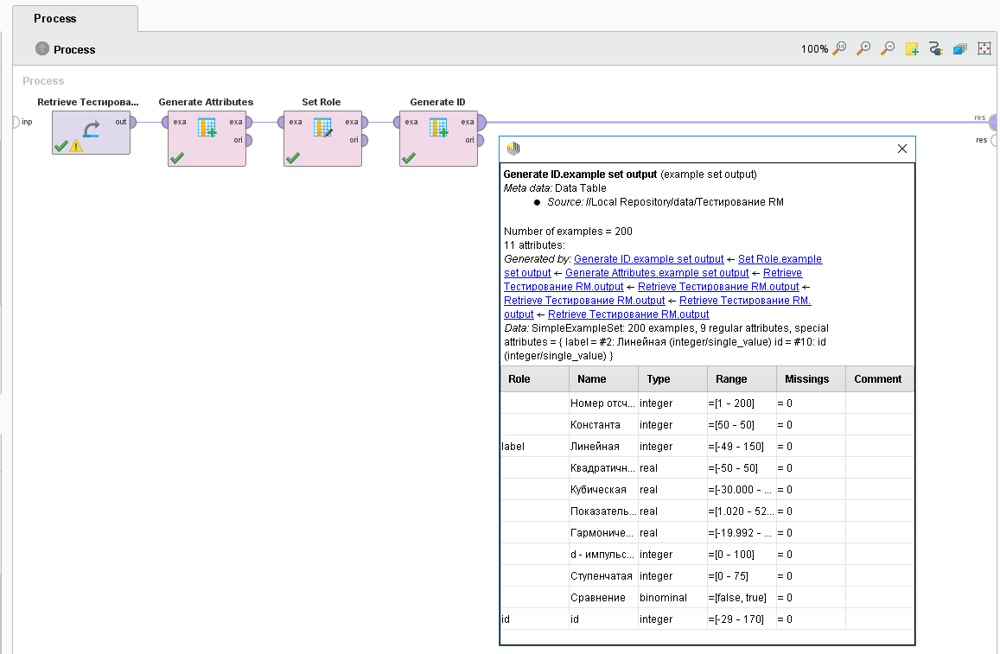 Process
Process
100%
Process
Retrieve Тестирова...
Generate Attributes
Set Role
Generate ID
inp
out
exa
exa
ori
exa
exa
ori
exa
exa
ori
res
res
Generate ID.example set output (example set output)
Meta data: Data Table
Source: //Local Repository/data/Тестирование RM
Number of examples = 200
11 attributes:
Generated by: Generate ID.example set output ← Set Role.example
set output ← Generate Attributes.example set output ← Retrieve
Тестирование RM.output ← Retrieve Тестирование RM.output ←
Retrieve Тестирование RM.output ← Retrieve Тестирование RM.
output ← Retrieve Тестирование RM.output
Data: SimpleExampleSet: 200 examples, 9 regular attributes, special
attributes = { label = #2: Линейная (integer/single_value) id = #10: id
(integer/single_value) }
Role Name Type Range Missings Comment
Номер отсч... integer =[1 - 200] = 0
Константа integer =[50 - 50] = 0
label Линейная integer =[-49 - 150] = 0
Квадратичн... real =[-50 - 50] = 0
Кубическая real =[-30.000 - ... = 0
Показатель... real =[1.020 - 52... = 0
Гармониче... real =[-19.992 - ... = 0
d - импульс... integer =[0 - 100] = 0
Ступенчатая integer =[0 - 75] = 0
Сравнение binominal =[false, true] = 0
id id integer =[-29 - 170] = 0